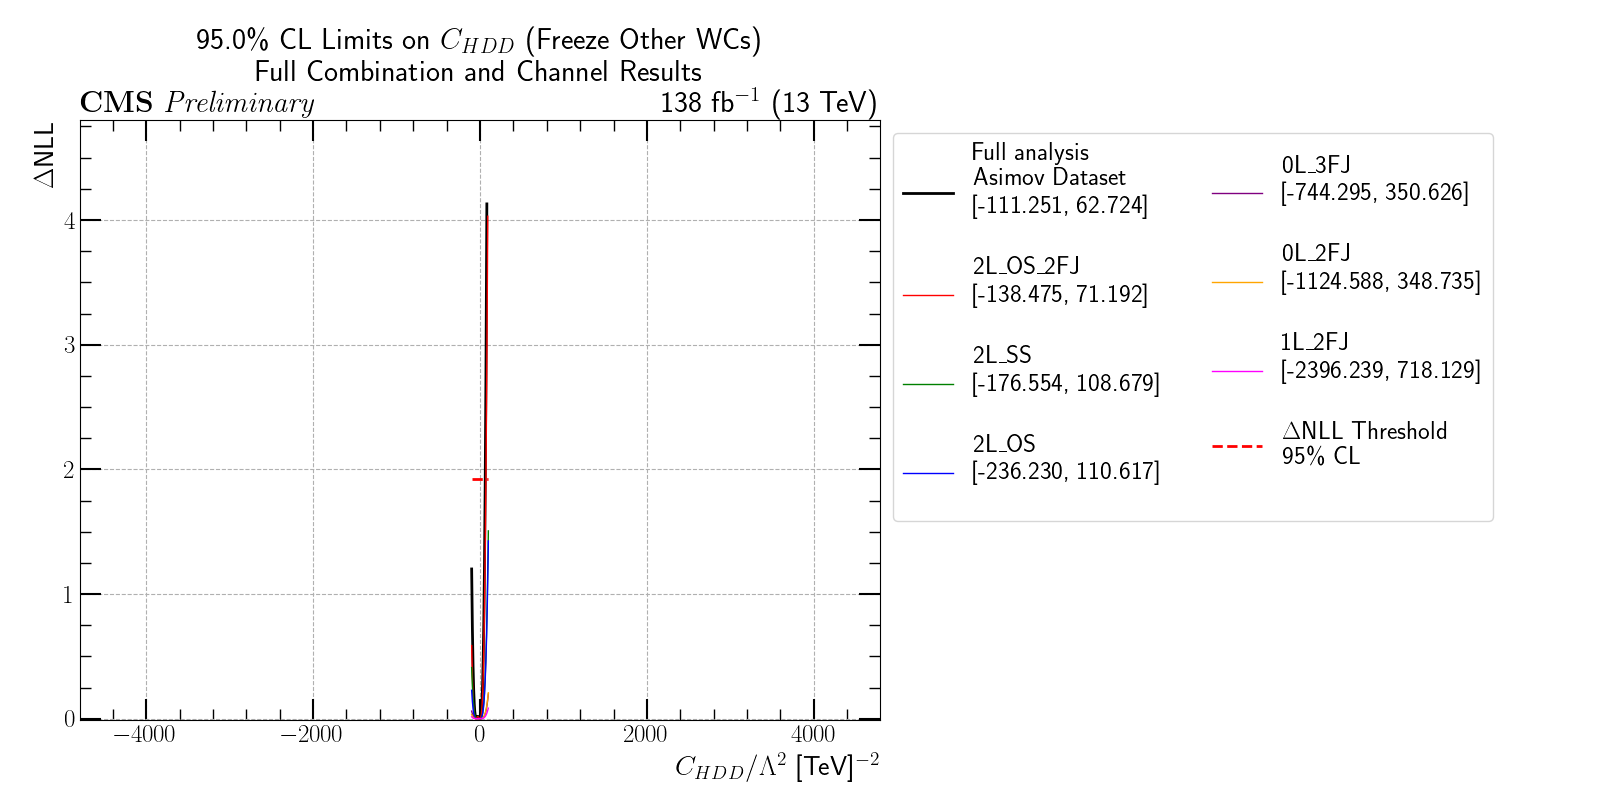 95.0% CL Limits on C_{HDD} (Freeze Other WCs)
Full Combination and Channel Results
CMS Preliminary
138 fb^{-1} (13 TeV)
ΔNLL
4
3
2
1
0
−4000
−2000
0
2000
4000
C_{HDD}/Λ^{2} [TeV]^{-2}
Full analysis
Asimov Dataset
[-111.251, 62.724]
2L_OS_2FJ
[-138.475, 71.192]
2L_SS
[-176.554, 108.679]
2L_OS
[-236.230, 110.617]
0L_3FJ
[-744.295, 350.626]
0L_2FJ
[-1124.588, 348.735]
1L_2FJ
[-2396.239, 718.129]
ΔNLL Threshold
95% CL